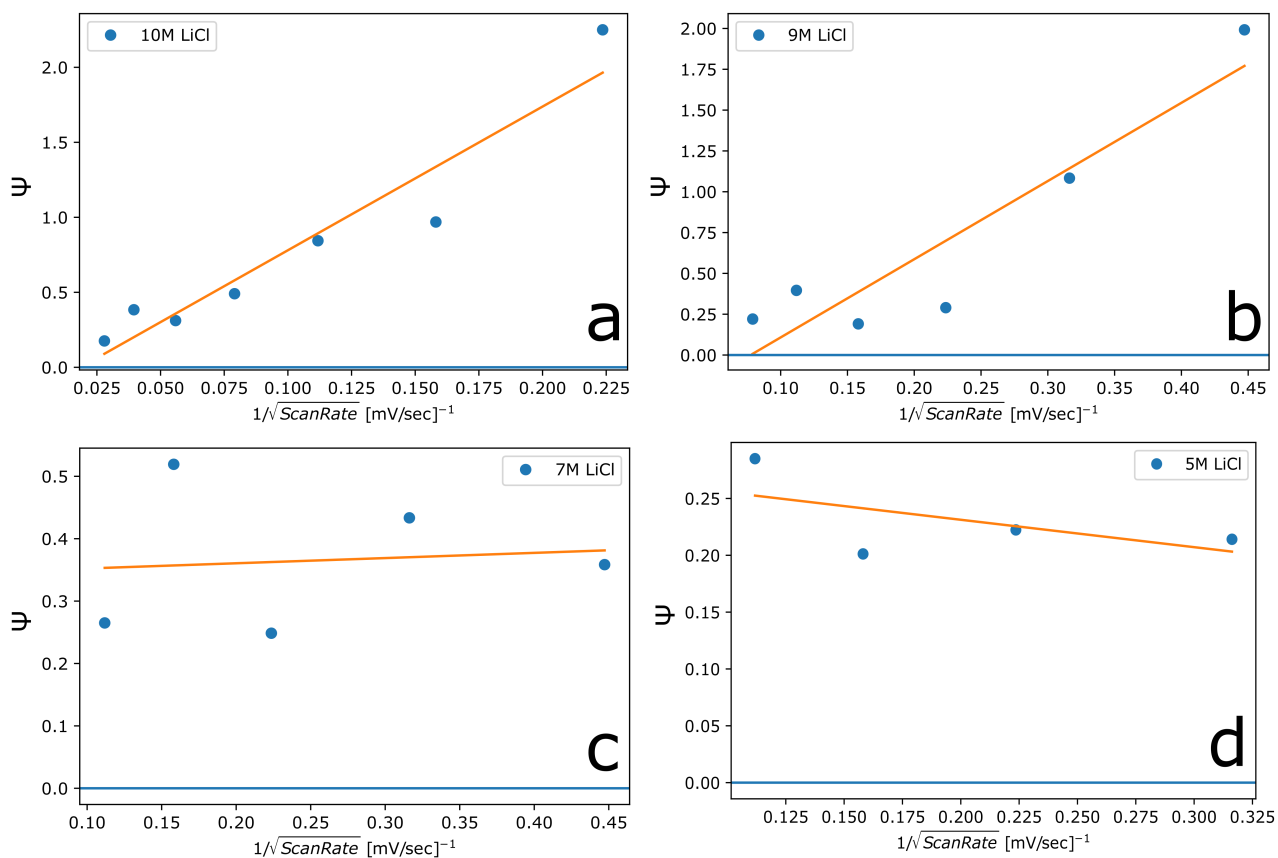 10M LiCl
2.0
1.5
1.0
0.5
0.0
Ψ
a
0.025 0.050 0.075 0.100 0.125 0.150 0.175 0.200 0.225
1/√ScanRate [mV/sec]⁻¹
9M LiCl
2.00
1.75
1.50
1.25
1.00
0.75
0.50
0.25
0.00
Ψ
b
0.10 0.15 0.20 0.25 0.30 0.35 0.40 0.45
1/√ScanRate [mV/sec]⁻¹
7M LiCl
0.5
0.4
0.3
0.2
0.1
0.0
Ψ
c
0.10 0.15 0.20 0.25 0.30 0.35 0.40 0.45
1/√ScanRate [mV/sec]⁻¹
5M LiCl
0.25
0.20
0.15
0.10
0.05
0.00
Ψ
d
0.125 0.150 0.175 0.200 0.225 0.250 0.275 0.300 0.325
1/√ScanRate [mV/sec]⁻¹